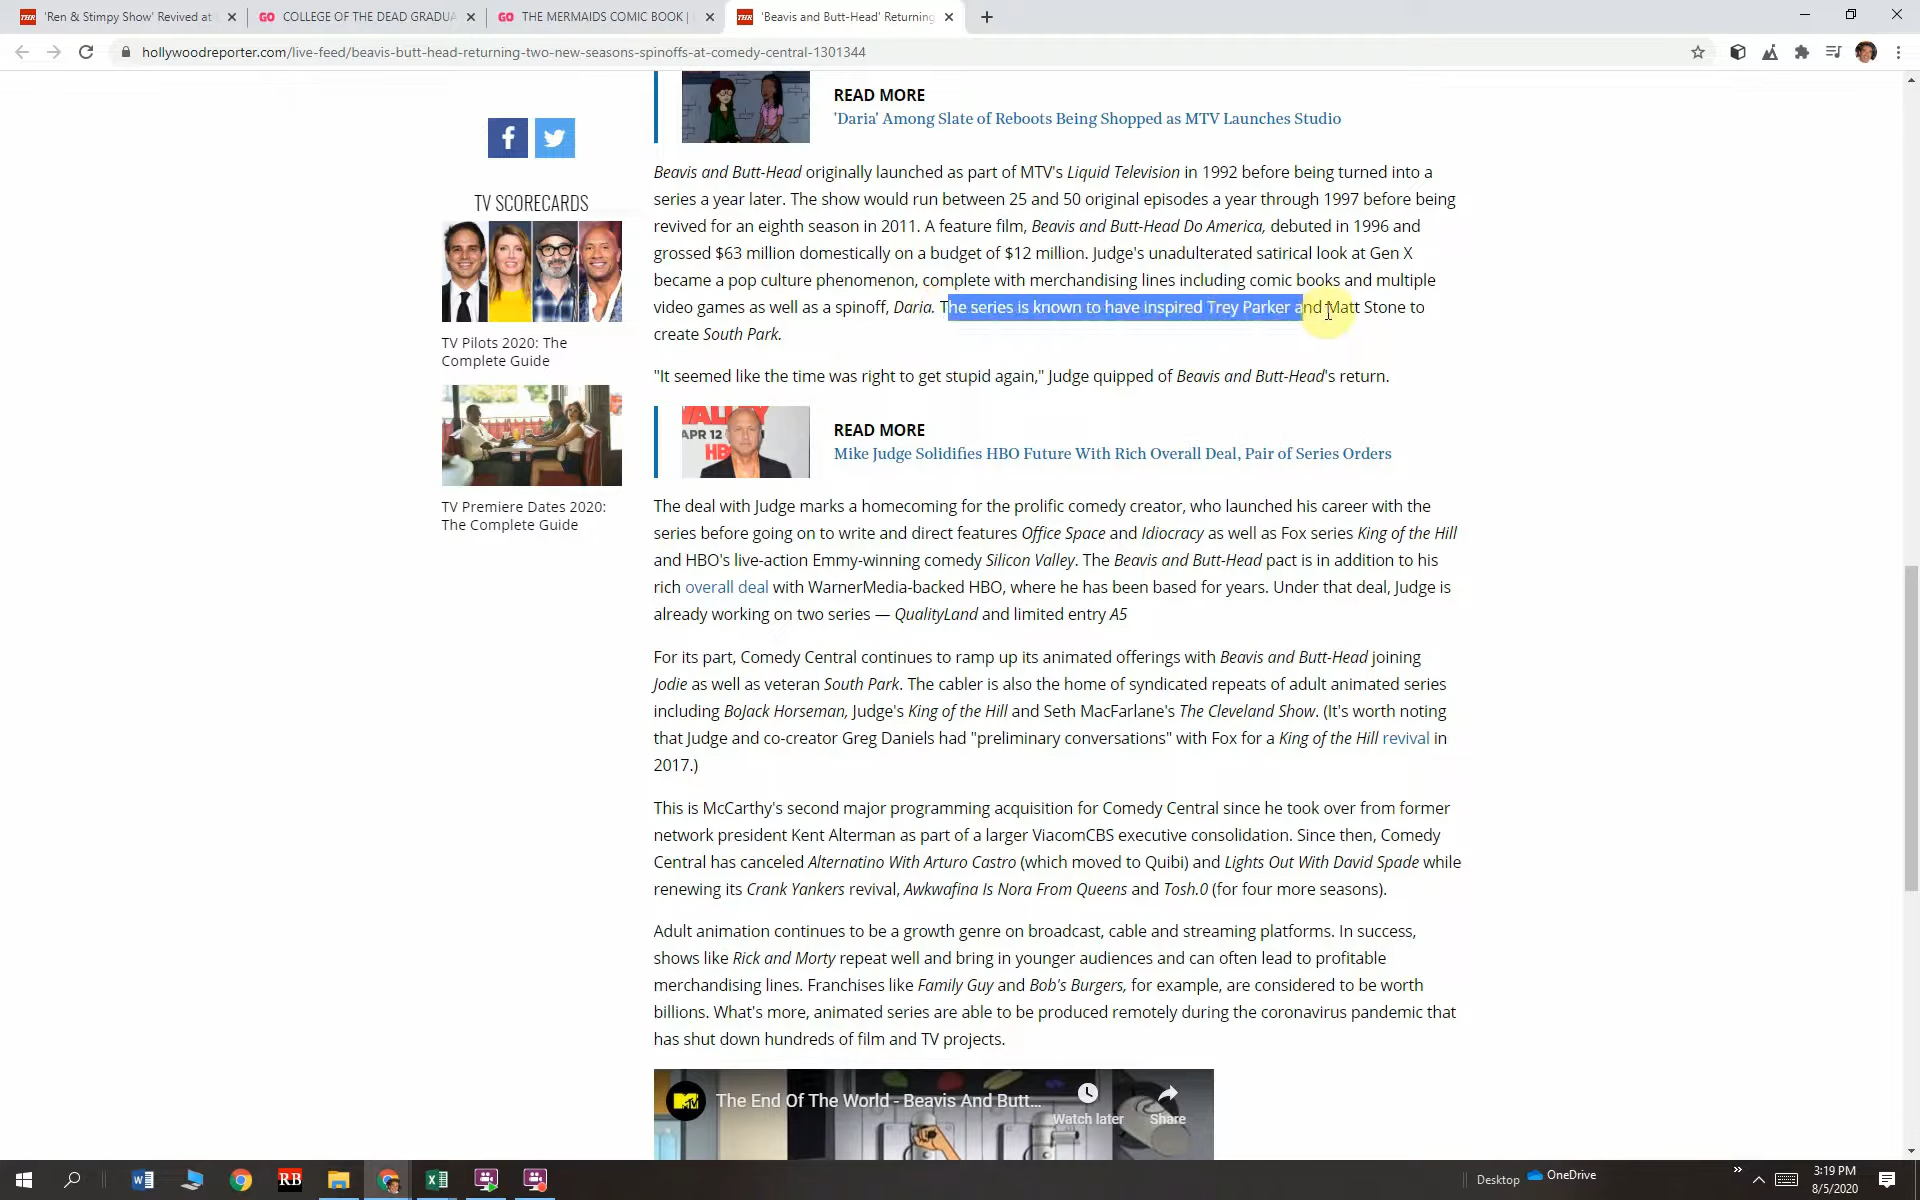 'Ren & Stimpy Show' Revived at
COLLEGE OF THE DEAD GRADUA
THE MERMAIDS COMIC BOOK |
'Beavis and Butt-Head' Returning
hollywoodreporter.com/live-feed/beavis-butt-head-returning-two-new-seasons-spinoffs-at-comedy-central-1301344
READ MORE
'Daria' Among Slate of Reboots Being Shopped as MTV Launches Studio
TV SCORECARDS
TV Pilots 2020: The
Complete Guide
TV Premiere Dates 2020:
The Complete Guide
Beavis and Butt-Head originally launched as part of MTV's Liquid Television in 1992 before being turned into a
series a year later. The show would run between 25 and 50 original episodes a year through 1997 before being
revived for an eighth season in 2011. A feature film, Beavis and Butt-Head Do America, debuted in 1996 and
grossed $63 million domestically on a budget of $12 million. Judge's unadulterated satirical look at Gen X
became a pop culture phenomenon, complete with merchandising lines including comic books and multiple
video games as well as a spinoff, Daria. The series is known to have inspired Trey Parker and Matt Stone to
create South Park.
"It seemed like the time was right to get stupid again," Judge quipped of Beavis and Butt-Head's return.
VALLEY
APR 12
HB
READ MORE
Mike Judge Solidifies HBO Future With Rich Overall Deal, Pair of Series Orders
The deal with Judge marks a homecoming for the prolific comedy creator, who launched his career with the
series before going on to write and direct features Office Space and Idiocracy as well as Fox series King of the Hill
and HBO's live-action Emmy-winning comedy Silicon Valley. The Beavis and Butt-Head pact is in addition to his
rich overall deal with WarnerMedia-backed HBO, where he has been based for years. Under that deal, Judge is
already working on two series — QualityLand and limited entry A5
For its part, Comedy Central continues to ramp up its animated offerings with Beavis and Butt-Head joining
Jodie as well as veteran South Park. The cabler is also the home of syndicated repeats of adult animated series
including BoJack Horseman, Judge's King of the Hill and Seth MacFarlane's The Cleveland Show. (It's worth noting
that Judge and co-creator Greg Daniels had "preliminary conversations" with Fox for a King of the Hill revival in
2017.)
This is McCarthy's second major programming acquisition for Comedy Central since he took over from former
network president Kent Alterman as part of a larger ViacomCBS executive consolidation. Since then, Comedy
Central has canceled Alternatino With Arturo Castro (which moved to Quibi) and Lights Out With David Spade while
renewing its Crank Yankers revival, Awkwafina Is Nora From Queens and Tosh.0 (for four more seasons).
Adult animation continues to be a growth genre on broadcast, cable and streaming platforms. In success,
shows like Rick and Morty repeat well and bring in younger audiences and can often lead to profitable
merchandising lines. Franchises like Family Guy and Bob's Burgers, for example, are considered to be worth
billions. What's more, animated series are able to be produced remotely during the coronavirus pandemic that
has shut down hundreds of film and TV projects.
The End Of The World - Beavis And Butt...
Watch later
Share
RB
Desktop
OneDrive
3:19 PM
8/5/2020